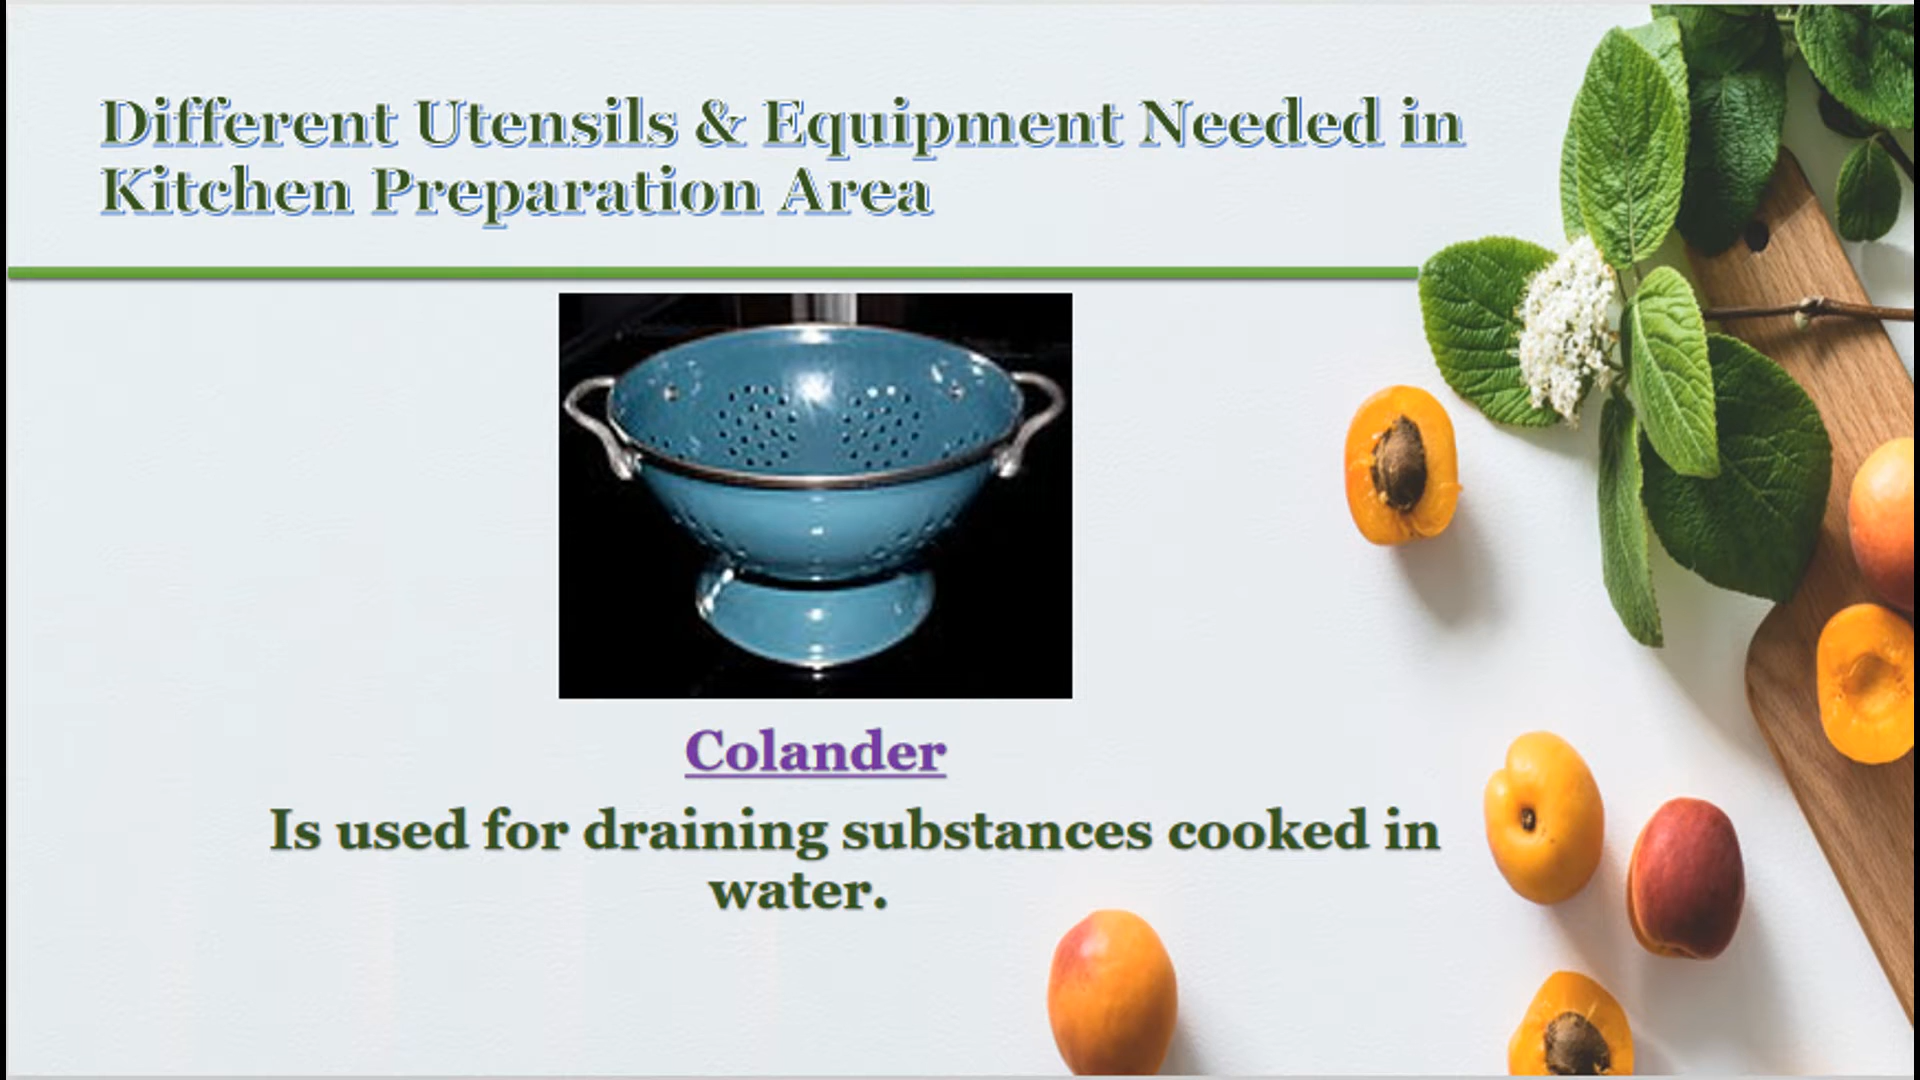 Different Utensils & Equipment Needed in
Kitchen Preparation Area
Colander
Is used for draining substances cooked in
water.